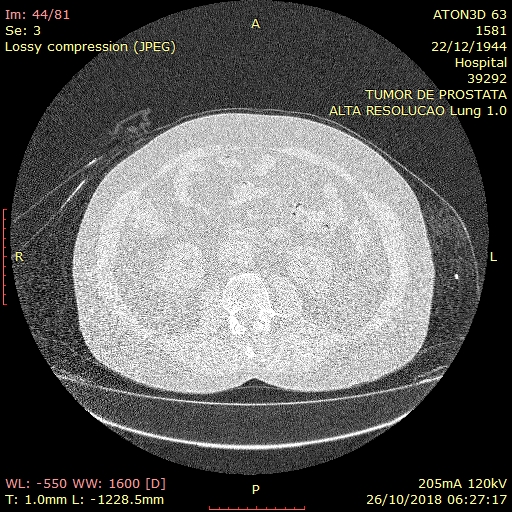 Im: 44/81
Se: 3
Lossy compression (JPEG)
A
ATON3D 63
1581
22/12/1944
Hospital
39292
TUMOR DE PROSTATA
ALTA RESOLUCAO Lung 1.0
R
L
WL: -550 WW: 1600 [D]
T: 1.0mm L: -1228.5mm
P
205mA 120kV
26/10/2018 06:27:17